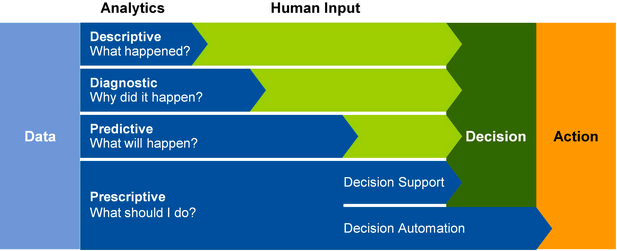 Analytics
Human Input
Descriptive
What happened?
Diagnostic
Why did it happen?
Data
Predictive
What will happen?
Decision
Action
Prescriptive
What should I do?
Decision Support
Decision Automation